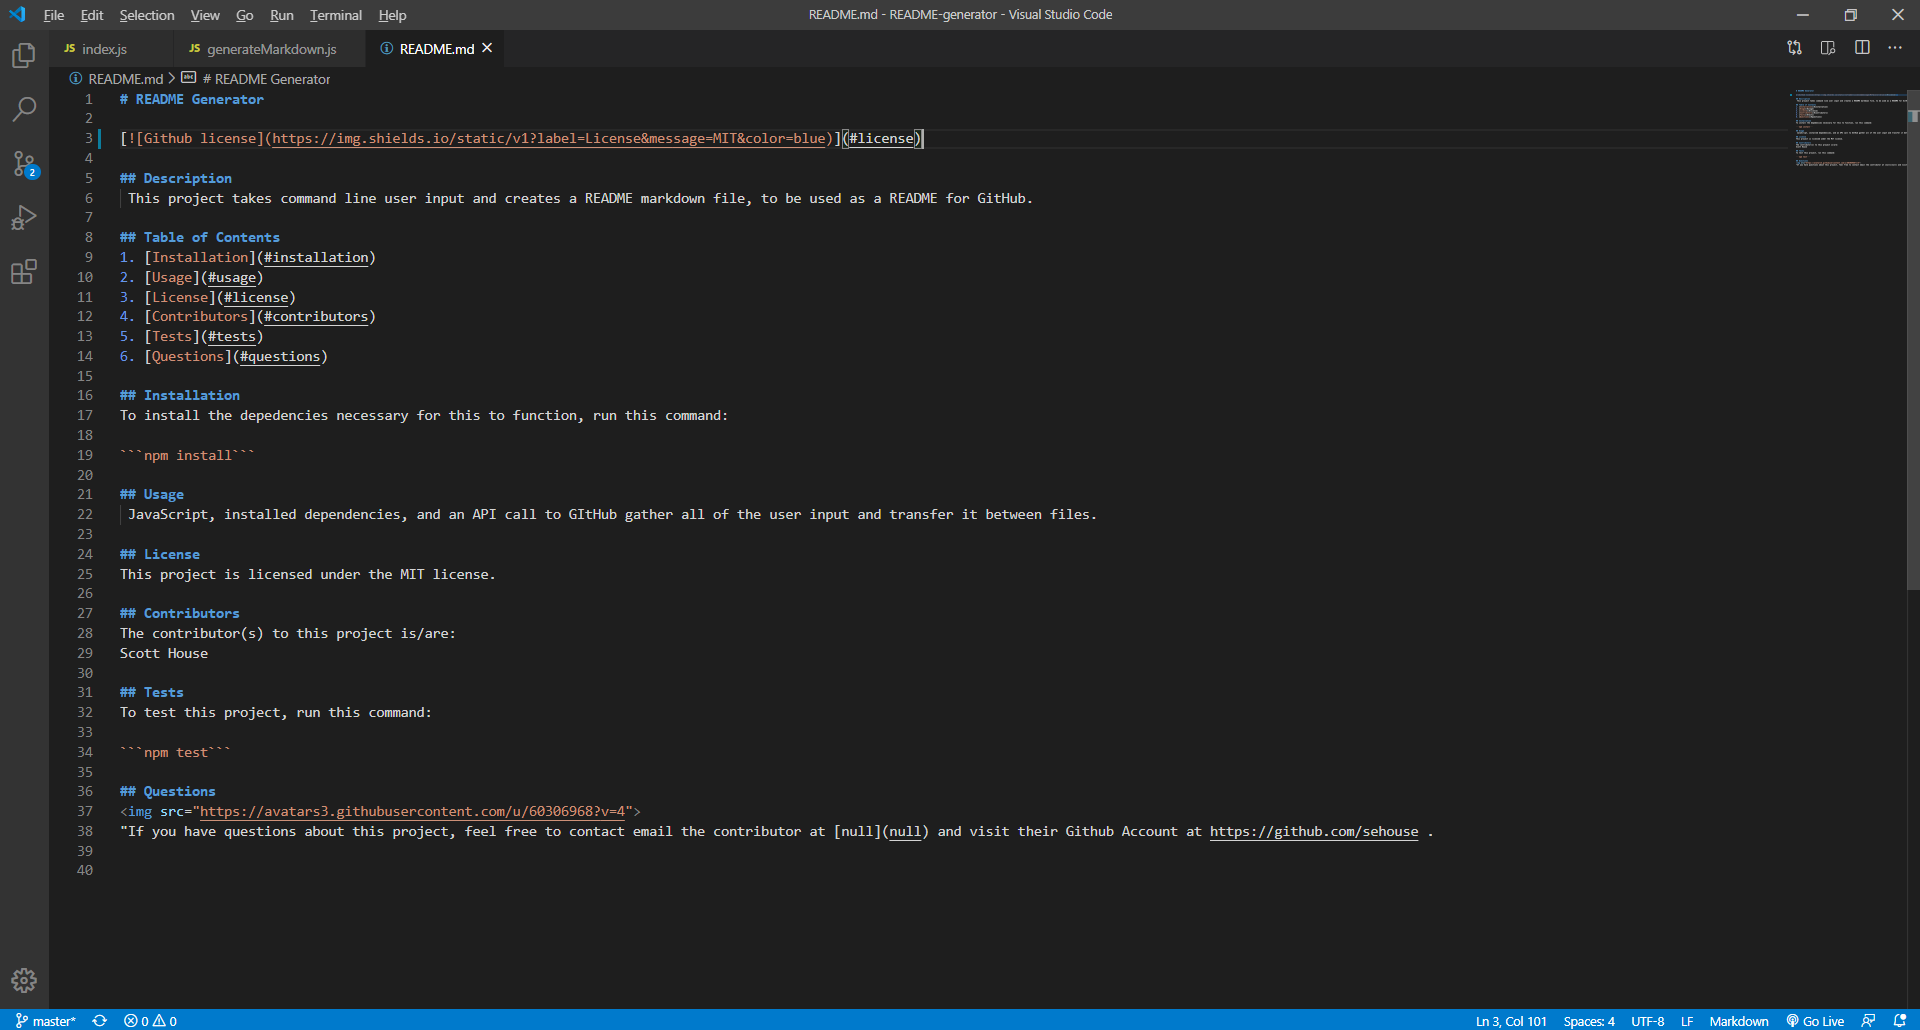 File Edit Selection View Go Run Terminal Help README.md - README-generator - Visual Studio Code
JS index.js JS generateMarkdown.js README.md
README.md > # README Generator
1 # README Generator
2
3 [![Github license](https://img.shields.io/static/v1?label=License&message=MIT&color=blue)](#license)
4
5 ## Description
6 This project takes command line user input and creates a README markdown file, to be used as a README for GitHub.
7
8 ## Table of Contents
9 1. [Installation](#installation)
10 2. [Usage](#usage)
11 3. [License](#license)
12 4. [Contributors](#contributors)
13 5. [Tests](#tests)
14 6. [Questions](#questions)
15
16 ## Installation
17 To install the depedencies necessary for this to function, run this command:
18
19 ```npm install```
20
21 ## Usage
22 JavaScript, installed dependencies, and an API call to GItHub gather all of the user input and transfer it between files.
23
24 ## License
25 This project is licensed under the MIT license.
26
27 ## Contributors
28 The contributor(s) to this project is/are:
29 Scott House
30
31 ## Tests
32 To test this project, run this command:
33
34 ```npm test```
35
36 ## Questions
37 <img src="https://avatars3.githubusercontent.com/u/60306968?v=4">
38 "If you have questions about this project, feel free to contact email the contributor at [null](null) and visit their Github Account at https://github.com/sehouse .
39
40
2
master* 0 0 Ln 3, Col 101 Spaces: 4 UTF-8 LF Markdown Go Live